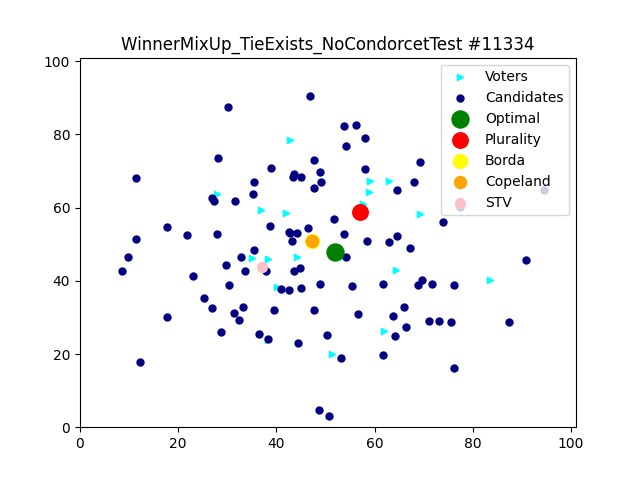 WinnerMixUp_TieExists_NoCondorcetTest #11334
100
80
60
40
20
0
0
20
40
60
80
100
Voters
Candidates
Optimal
Plurality
Borda
Copeland
STV